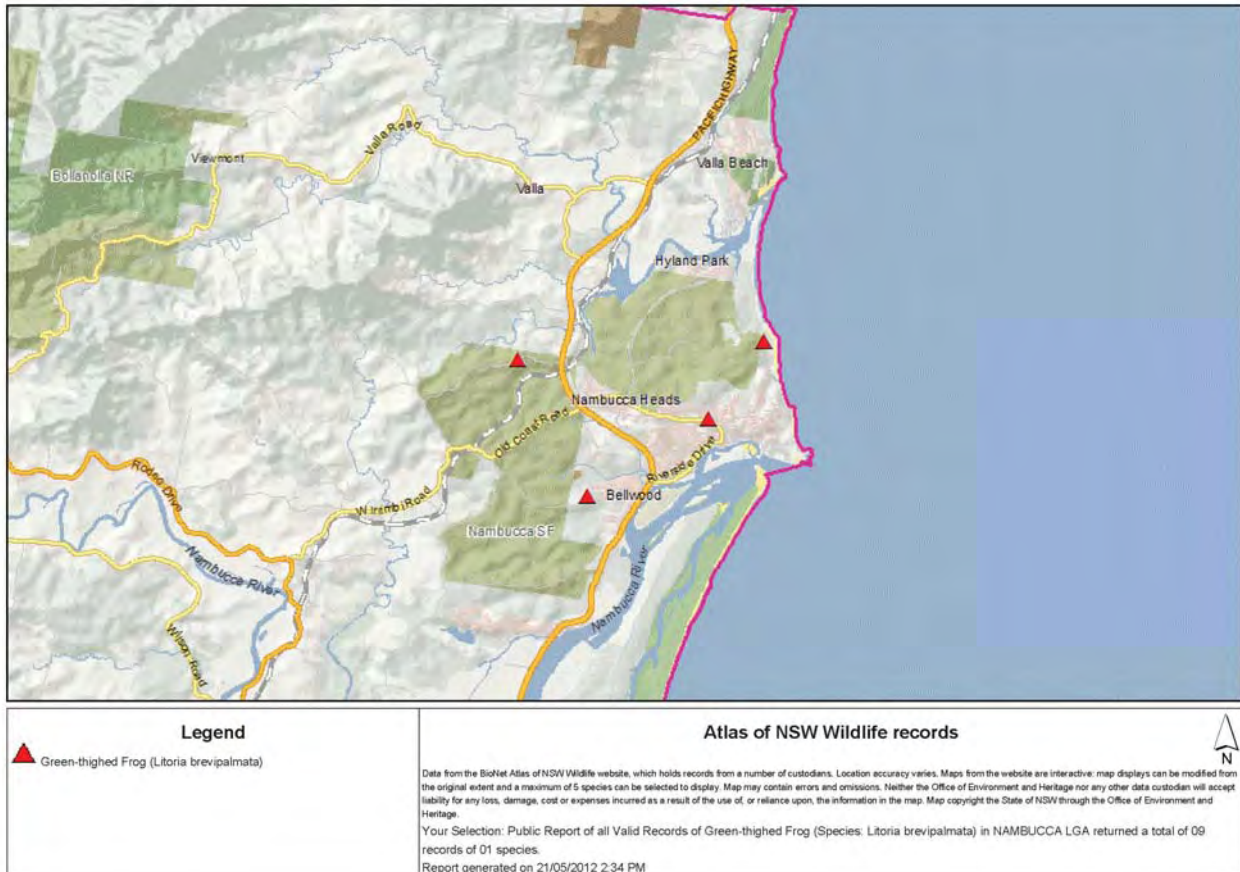 PACIFIC HIGHWAY
Valla Road
Viewmont
Valla Beach
Bollanolla NR
Valla
Hyland Park
Nambucca Heads
Old Coast Road
Riverside Drive
Rodeo Drive
Bellwood
Wirrimbi Road
Nambucca SF
Nambucca River
Nambucca River
Wilson Road
Legend
Green-thighed Frog (Litoria brevipalmata)
Atlas of NSW Wildlife records
N
Data from the BioNet Atlas of NSW Wildlife website, which holds records from a number of custodians. Location accuracy varies. Maps from the website are interactive: map displays can be modified from
the original extent and a maximum of 5 species can be selected to display. Map may contain errors and omissions. Neither the Office of Environment and Heritage nor any other data custodian will accept
liability for any loss, damage, cost or expenses incurred as a result of the use of, or reliance upon, the information in the map. Map copyright the State of NSW through the Office of Environment and
Heritage.
Your Selection: Public Report of all Valid Records of Green-thighed Frog (Species: Litoria brevipalmata) in NAMBUCCA LGA returned a total of 09
records of 01 species.
Report generated on 21/05/2012 2:34 PM